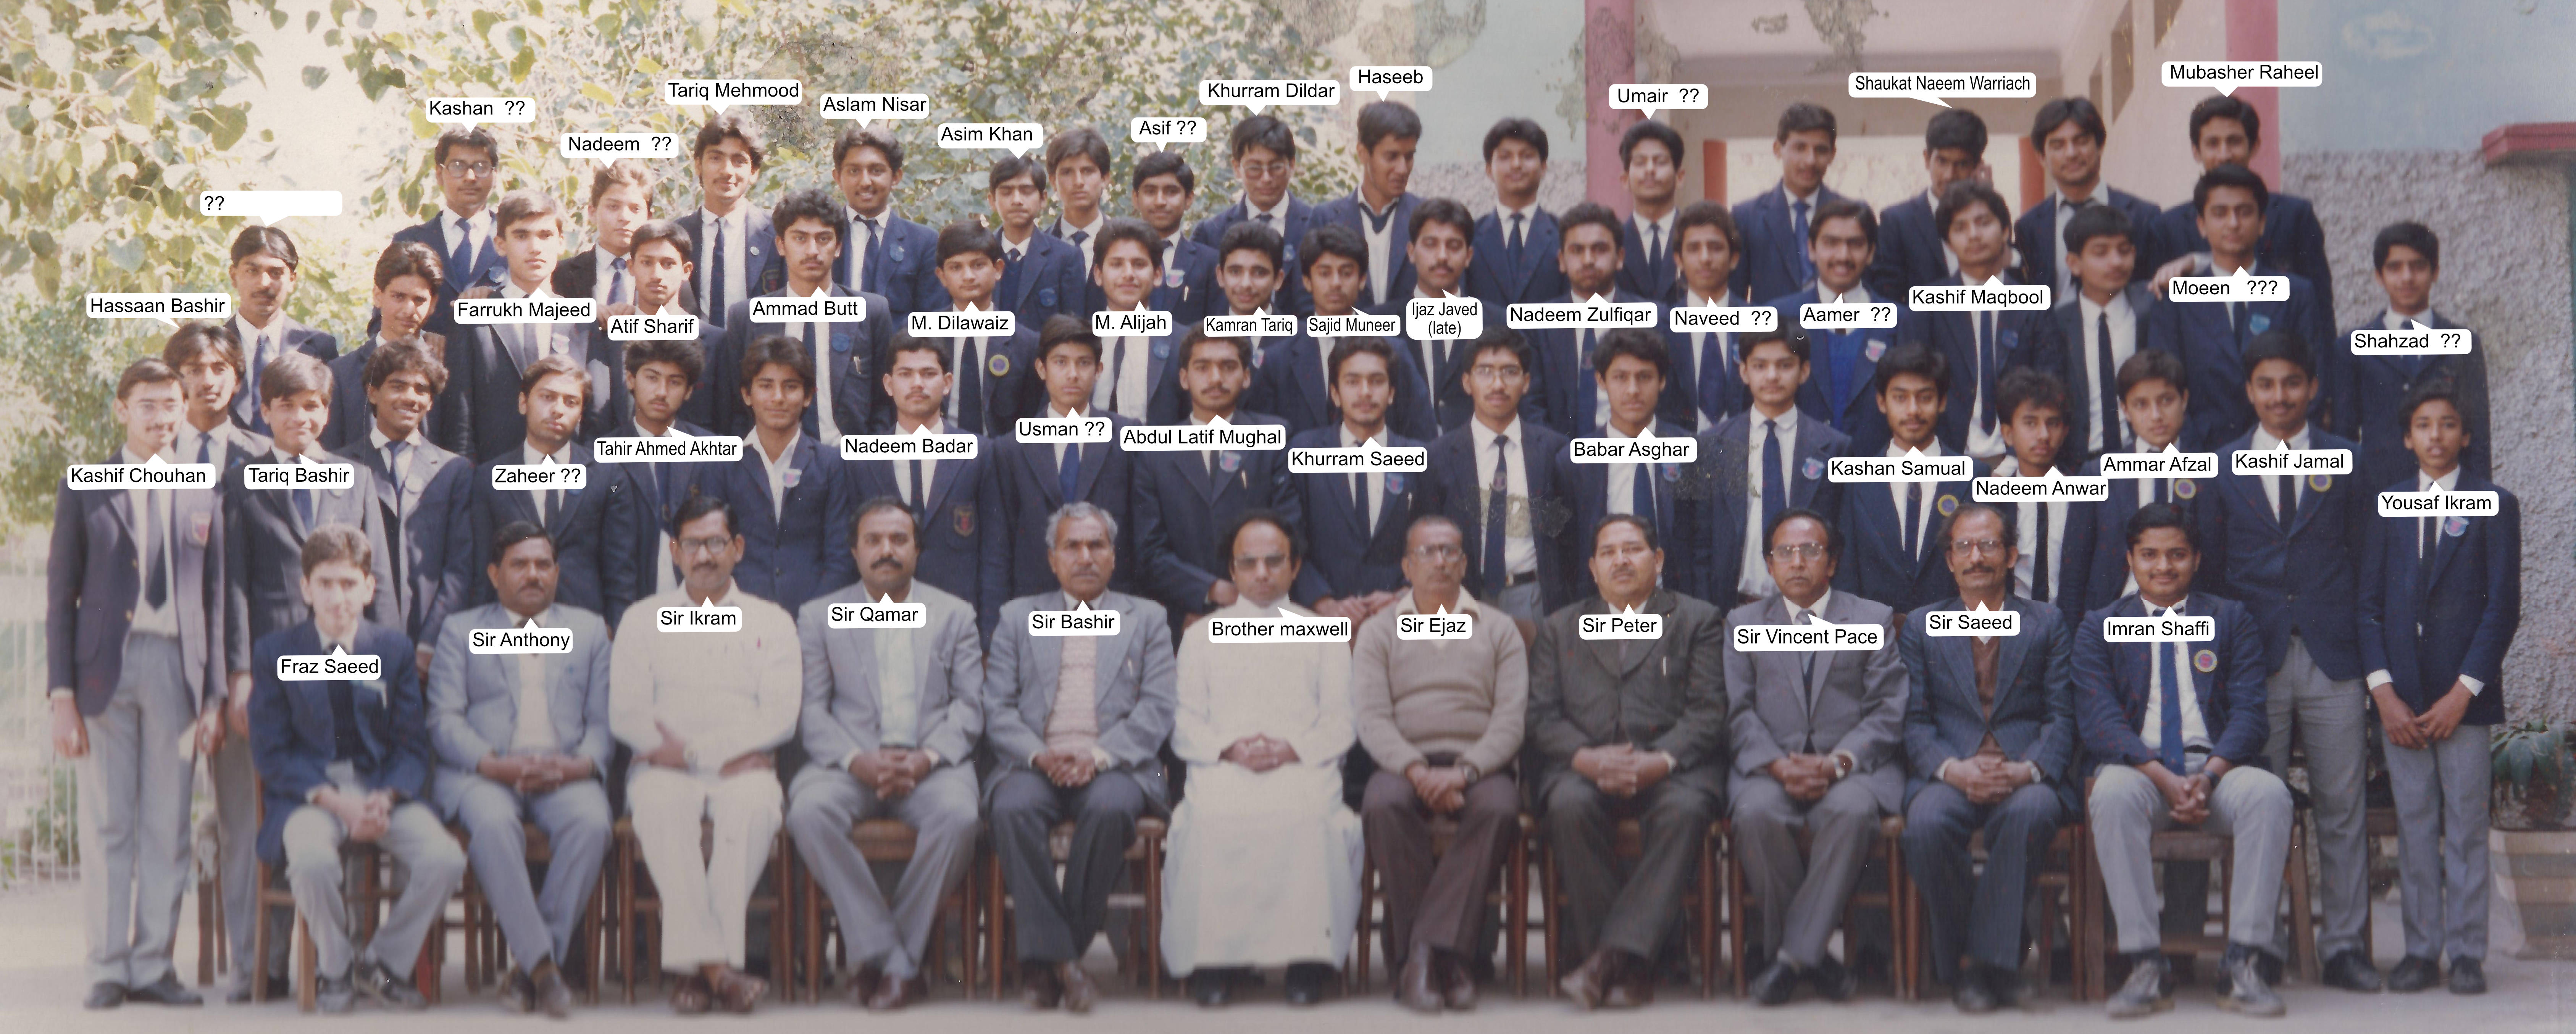 Kashan ??
Nadeem ??
Tariq Mehmood
Aslam Nisar
Asim Khan
Asif ??
Khurram Dildar
Haseeb
Umair ??
Shaukat Naeem Warriach
Mubasher Raheel
??
Hassaan Bashir
Farrukh Majeed
Atif Sharif
Ammad Butt
M. Dilawaiz
M. Alijah
Kamran Tariq
Sajid Muneer
Ijaz Javed
(late)
Nadeem Zulfiqar
Naveed ??
Aamer ??
Kashif Maqbool
Moeen ???
Shahzad ??
Kashif Chouhan
Tariq Bashir
Zaheer ??
Tahir Ahmed Akhtar
Nadeem Badar
Usman ??
Abdul Latif Mughal
Khurram Saeed
Babar Asghar
Kashan Samual
Nadeem Anwar
Ammar Afzal
Kashif Jamal
Yousaf Ikram
Fraz Saeed
Sir Anthony
Sir Ikram
Sir Qamar
Sir Bashir
Brother maxwell
Sir Ejaz
Sir Peter
Sir Vincent Pace
Sir Saeed
Imran Shaffi